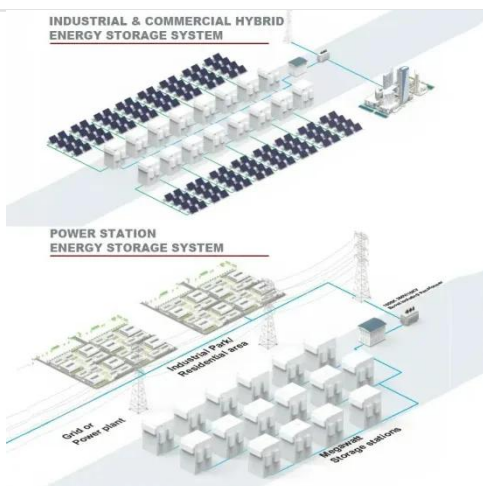 INDUSTRIAL & COMMERCIAL HYBRID
ENERGY STORAGE SYSTEM
POWER STATION
ENERGY STORAGE SYSTEM
Industrial Park/
Residential area
Grid or
Power plant
Megawatt
Storage stations